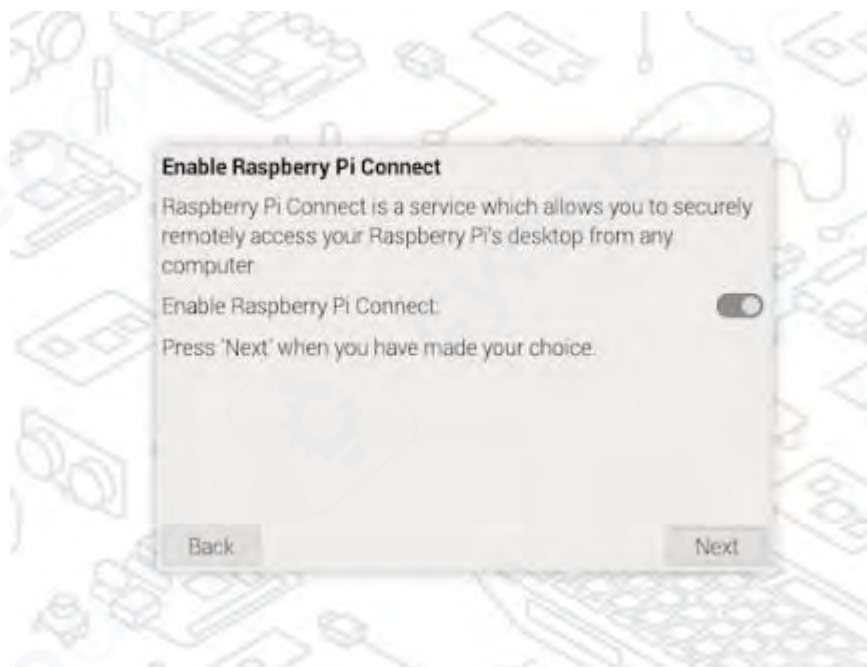 Enable Raspberry Pi Connect
Raspberry Pi Connect is a service which allows you to securely
remotely access your Raspberry Pi's desktop from any
computer.
Enable Raspberry Pi Connect:
Press 'Next' when you have made your choice.
Back
Next